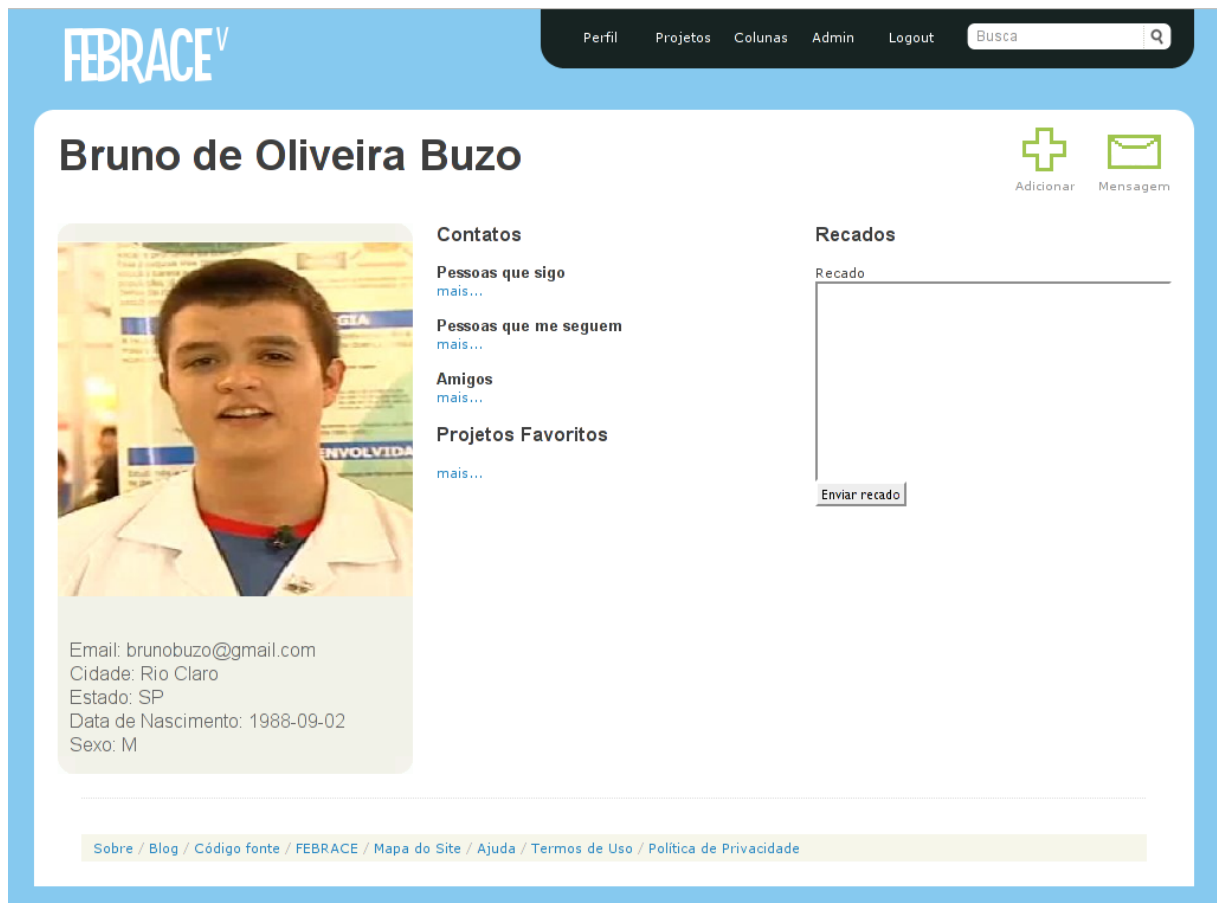 FEBRACE V
Perfil Projetos Colunas Admin Logout Busca
Bruno de Oliveira Buzo
Adicionar Mensagem
GIA
ENVOLVIDA
Email: brunobuzo@gmail.com
Cidade: Rio Claro
Estado: SP
Data de Nascimento: 1988-09-02
Sexo: M
Contatos
Pessoas que sigo
mais...
Pessoas que me seguem
mais...
Amigos
mais...
Projetos Favoritos
mais...
Recados
Recado
Enviar recado
Sobre / Blog / Código fonte / FEBRACE / Mapa do Site / Ajuda / Termos de Uso / Política de Privacidade